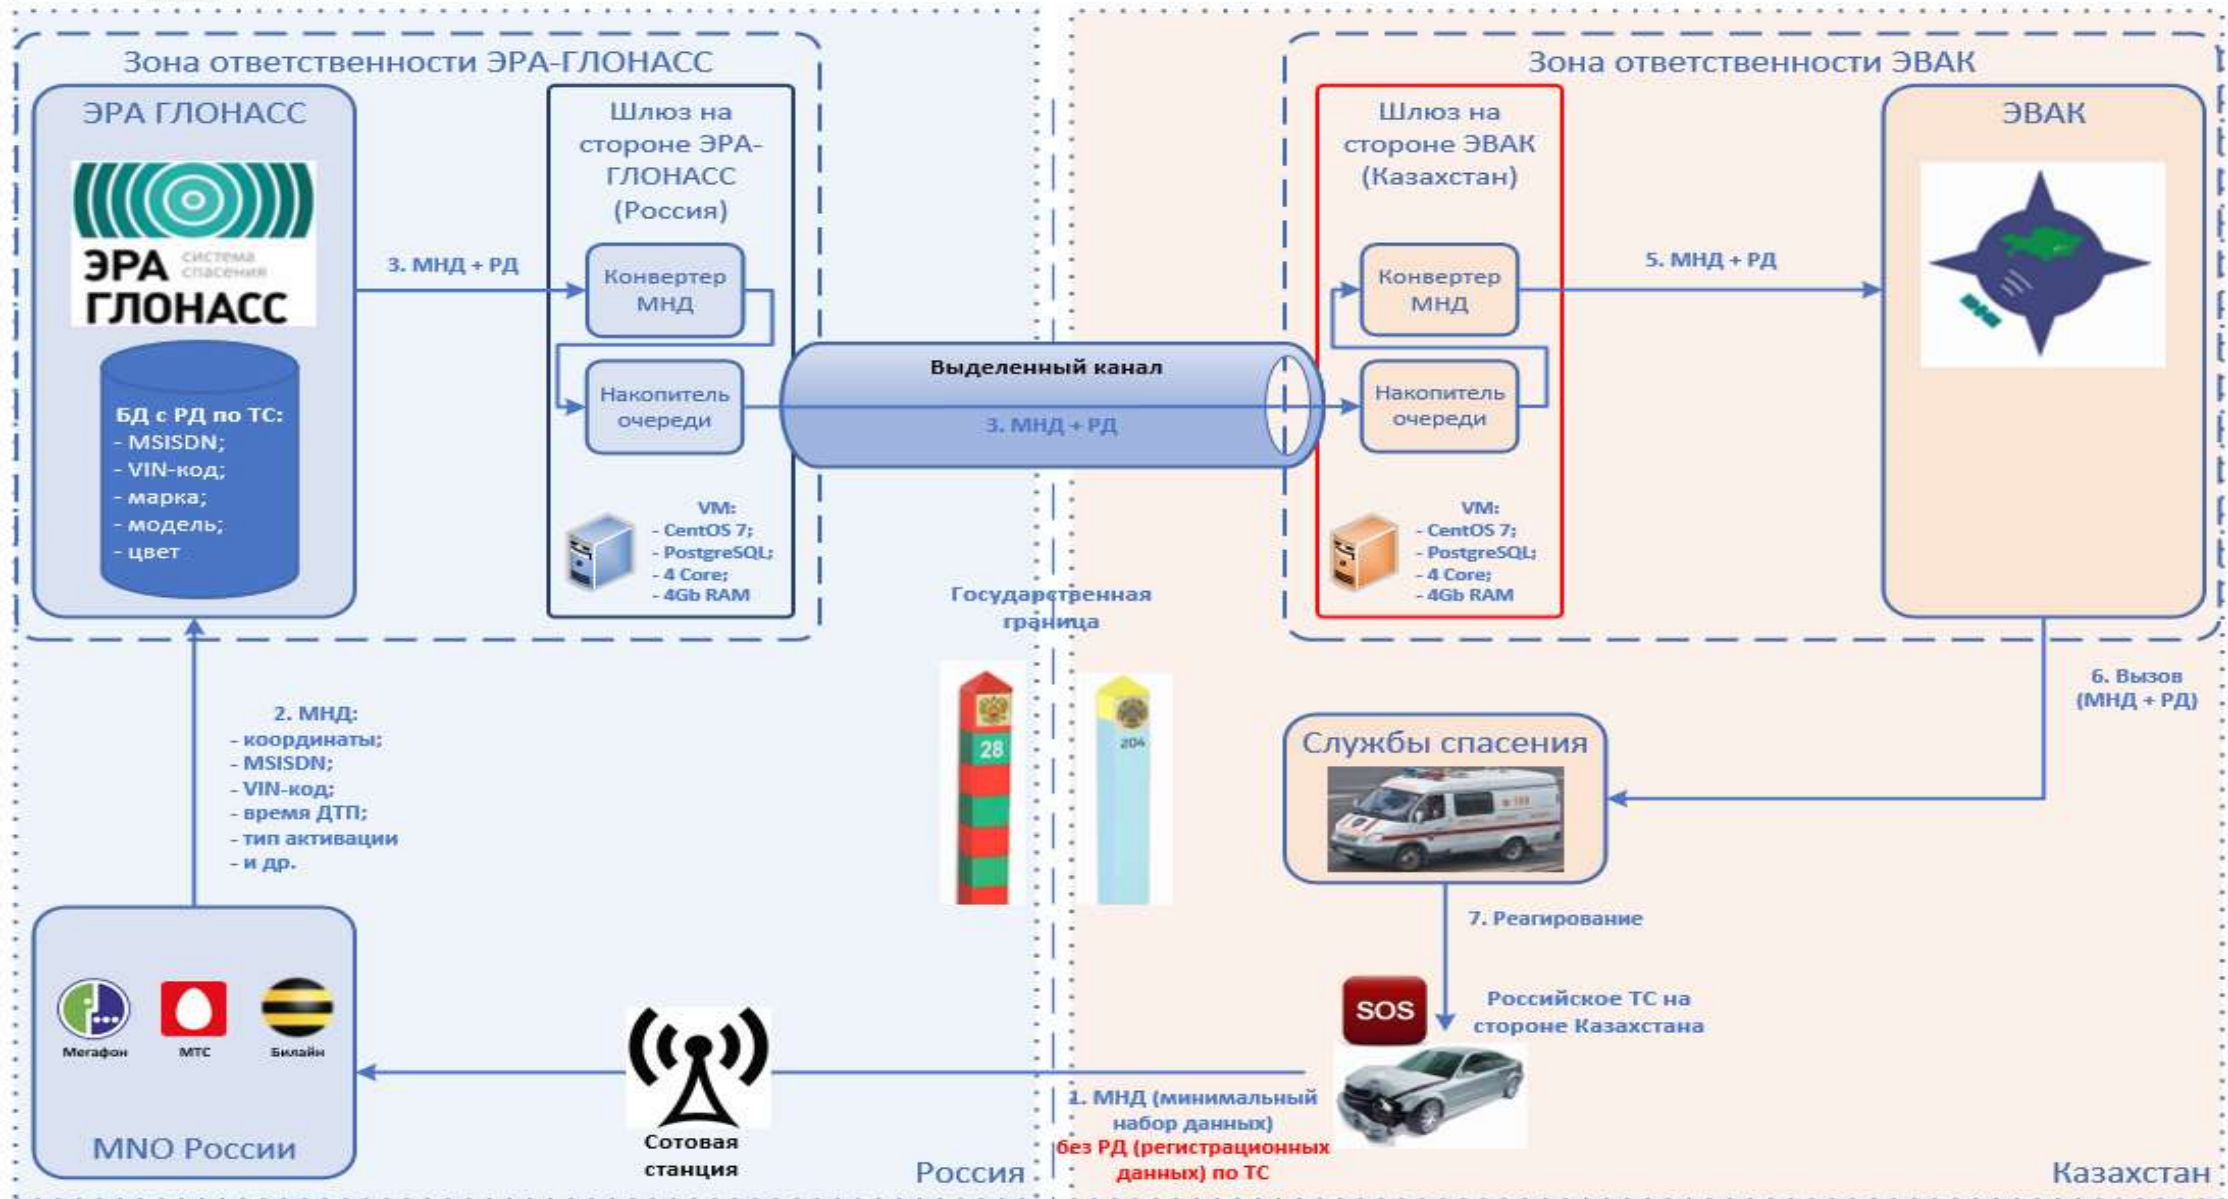 Зона ответственности ЭРА-ГЛОНАСС
ЭРА ГЛОНАСС
ЭРА система
спасения
ГЛОНАСС
БД с РД по ТС:
- MSISDN;
- VIN-код;
- марка;
- модель;
- цвет
3. МНД + РД
Шлюз на
стороне ЭРА-
ГЛОНАСС
(Россия)
Конвертер
МНД
Накопитель
очереди
VM:
- CentOS 7;
- PostgreSQL;
- 4 Core;
- 4Gb RAM
Выделенный канал
3. МНД + РД
Государственная
граница
28
204
Зона ответственности ЭВАК
Шлюз на
стороне ЭВАК
(Казахстан)
Конвертер
МНД
Накопитель
очереди
VM:
- CentOS 7;
- PostgreSQL;
- 4 Core;
- 4Gb RAM
5. МНД + РД
ЭВАК
6. Вызов
(МНД + РД)
Службы спасения
7. Реагирование
SOS
Российское ТС на
стороне Казахстана
1. МНД (минимальный
набор данных)
без РД (регистрационных
данных) по ТС
Сотовая
станция
2. МНД:
- координаты;
- MSISDN;
- VIN-код;
- время ДТП;
- тип активации
- и др.
Мегафон
МТС
Билайн
MNO России
Россия
Казахстан